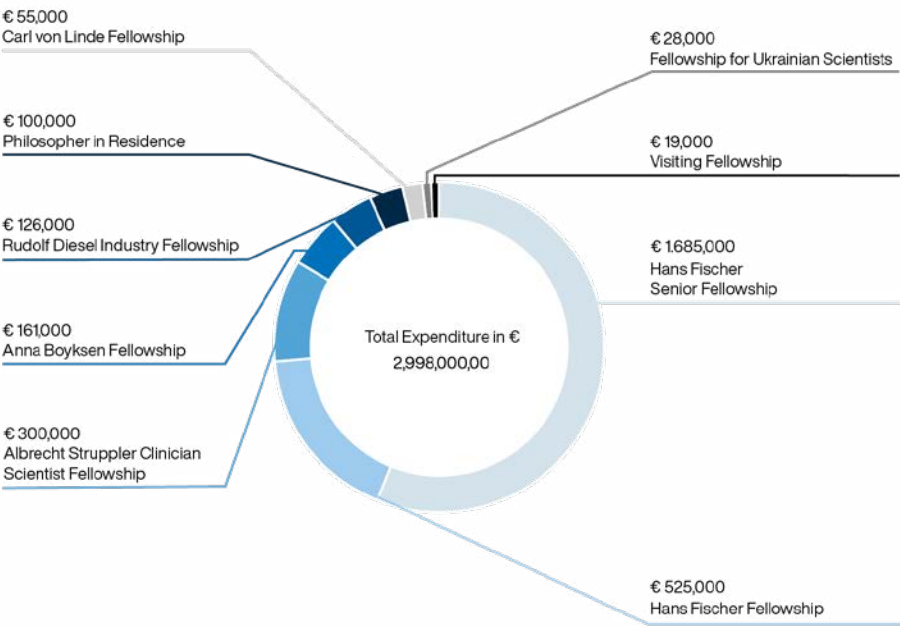 € 55,000
Carl von Linde Fellowship
€ 28,000
Fellowship for Ukrainian Scientists
€ 100,000
Philosopher in Residence
€ 19,000
Visiting Fellowship
€ 126,000
Rudolf Diesel Industry Fellowship
€ 1.685,000
Hans Fischer
Senior Fellowship
€ 161,000
Anna Boyksen Fellowship
Total Expenditure in €
2,998,000,00
€ 300,000
Albrecht Struppler Clinician
Scientist Fellowship
€ 525,000
Hans Fischer Fellowship